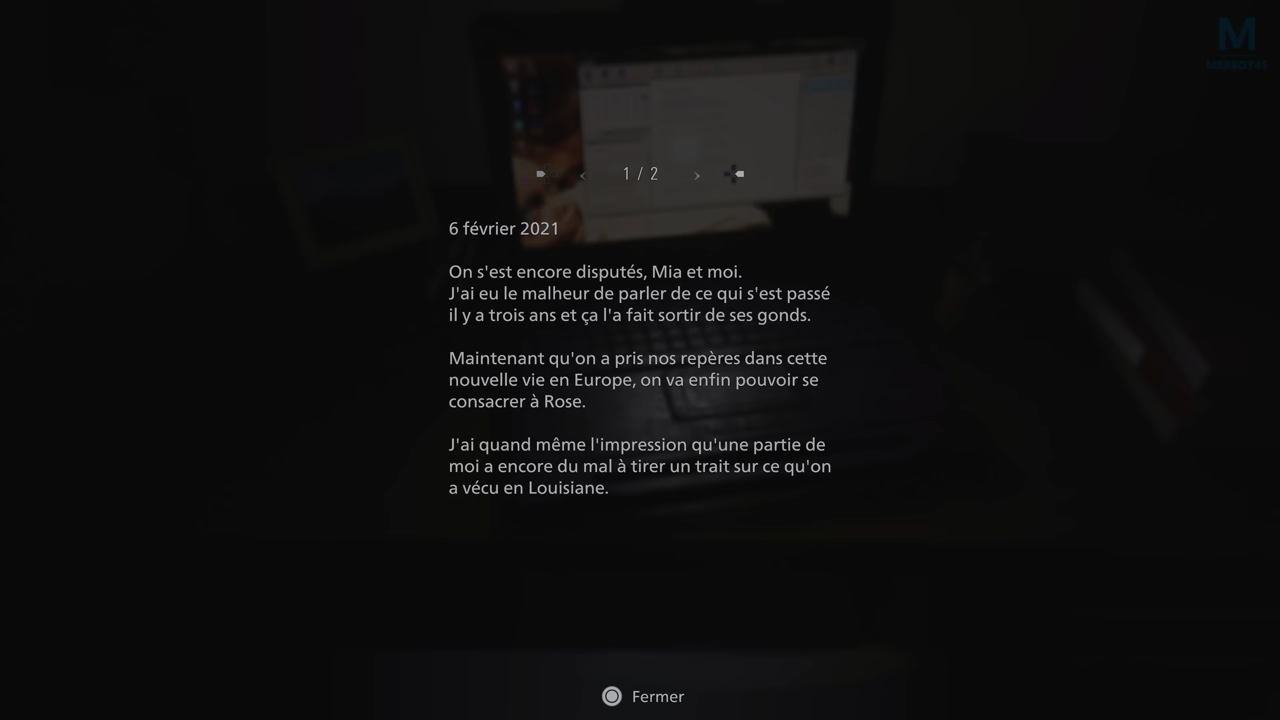 M
1 / 2
6 février 2021
On s'est encore disputés, Mia et moi.
J'ai eu le malheur de parler de ce qui s'est passé
il y a trois ans et ça l'a fait sortir de ses gonds.
Maintenant qu'on a pris nos repères dans cette
nouvelle vie en Europe, on va enfin pouvoir se
consacrer à Rose.
J'ai quand même l'impression qu'une partie de
moi a encore du mal à tirer un trait sur ce qu'on
a vécu en Louisiane.
Fermer